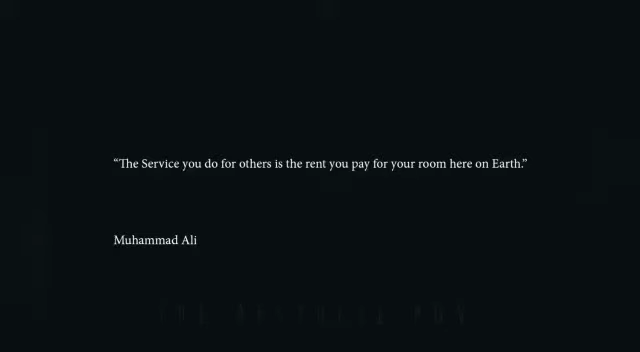 “The Service you do for others is the rent you pay for your room here on Earth.”
Muhammad Ali